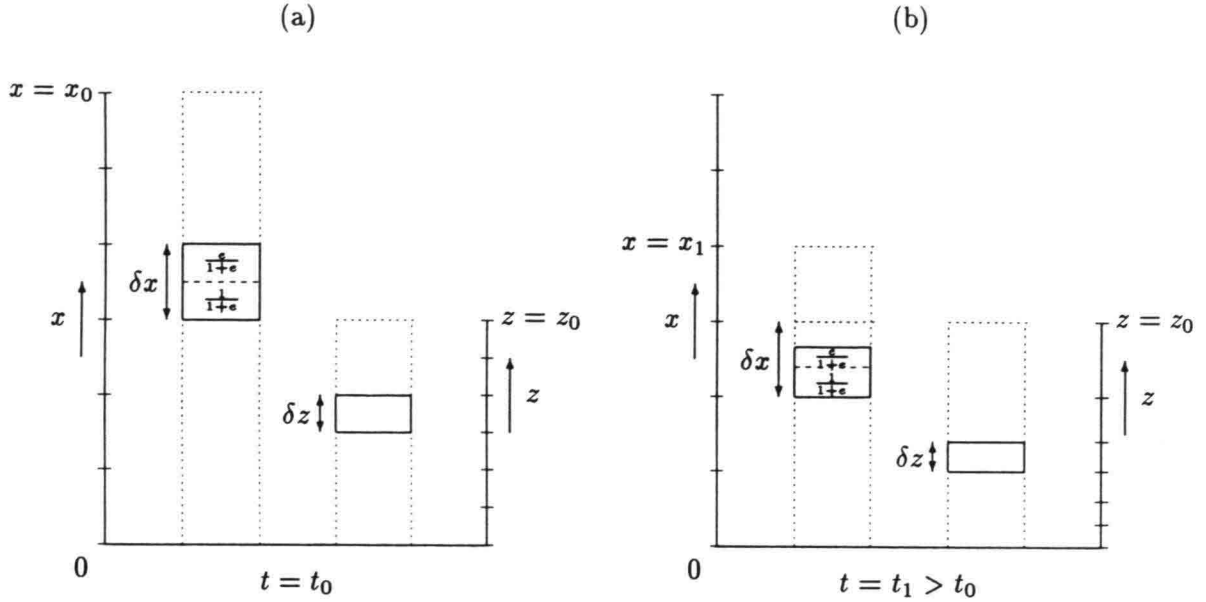 (a)
x = x₀
δx
e/(1+e)
1/(1+e)
x
z = z₀
δz
z
0
t = t₀
(b)
x = x₁
x
δx
e/(1+e)
1/(1+e)
z = z₀
z
δz
0
t = t₁ > t₀